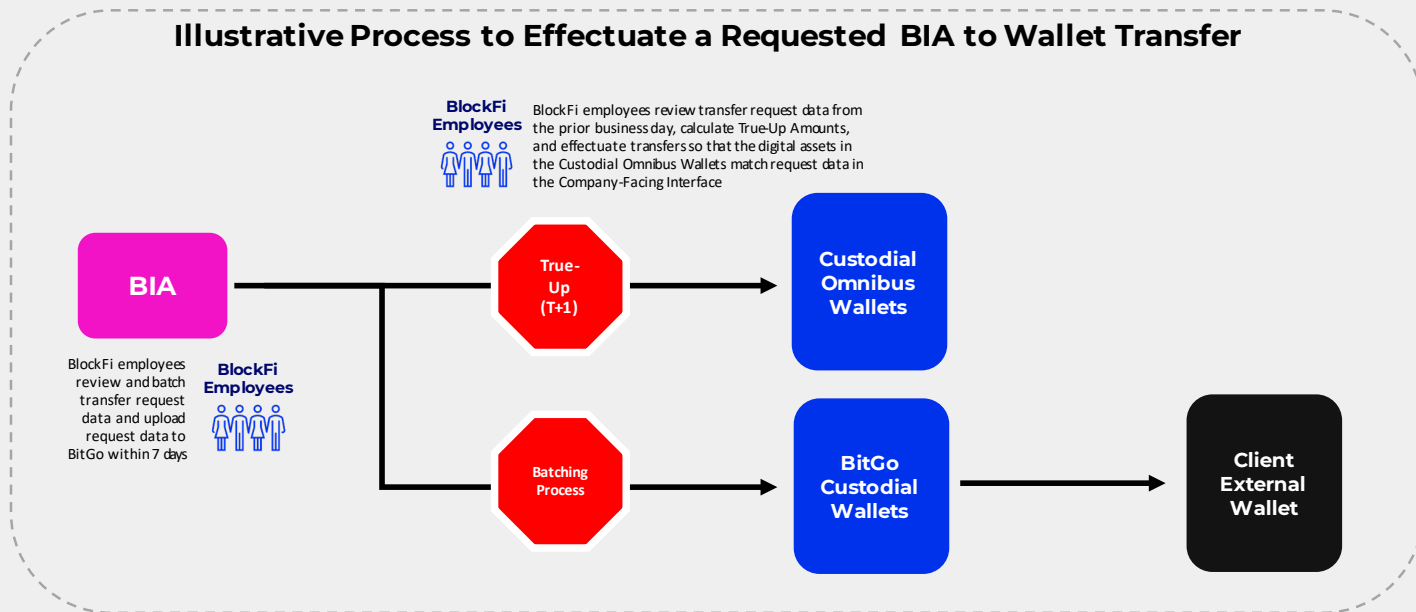 Illustrative Process to Effectuate a Requested BIA to Wallet Transfer
BlockFi
Employees
BlockFi employees review transfer request data from
the prior business day, calculate True-Up Amounts,
and effectuate transfers so that the digital assets in
the Custodial Omnibus Wallets match request data in
the Company-Facing Interface
BIA
True-
Up
(T+1)
Custodial
Omnibus
Wallets
BlockFi employees
review and batch
transfer request
data and upload
request data to
BitGo within 7 days
BlockFi
Employees
Batching
Process
BitGo
Custodial
Wallets
Client
External
Wallet